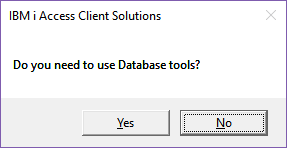 IBM i Access Client Solutions
Do you need to use Database tools?
Yes
No